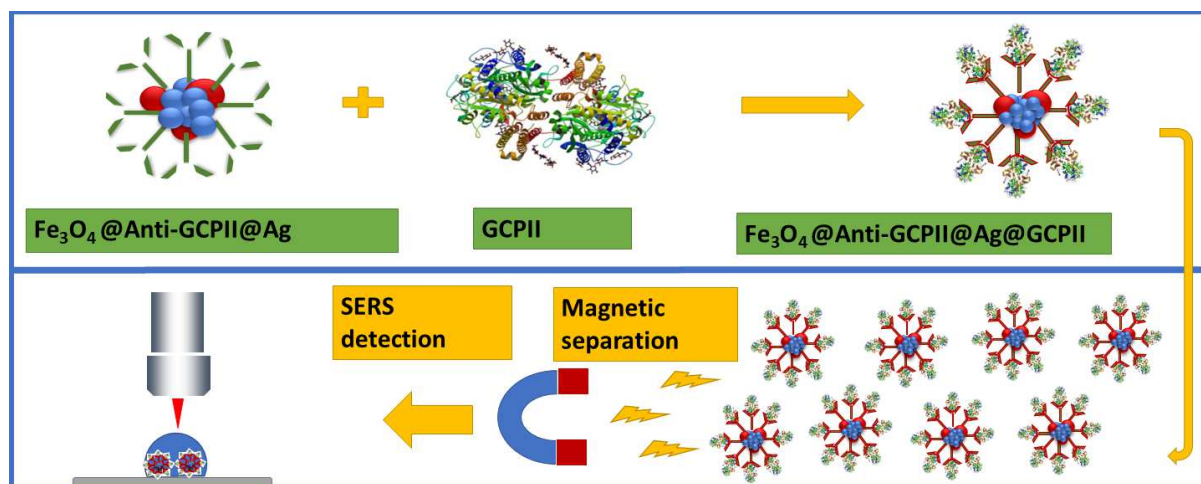 Fe₃O₄@Anti-GCPII@Ag
GCPII
Fe₃O₄@Anti-GCPII@Ag@GCPII
SERS
detection
Magnetic
separation